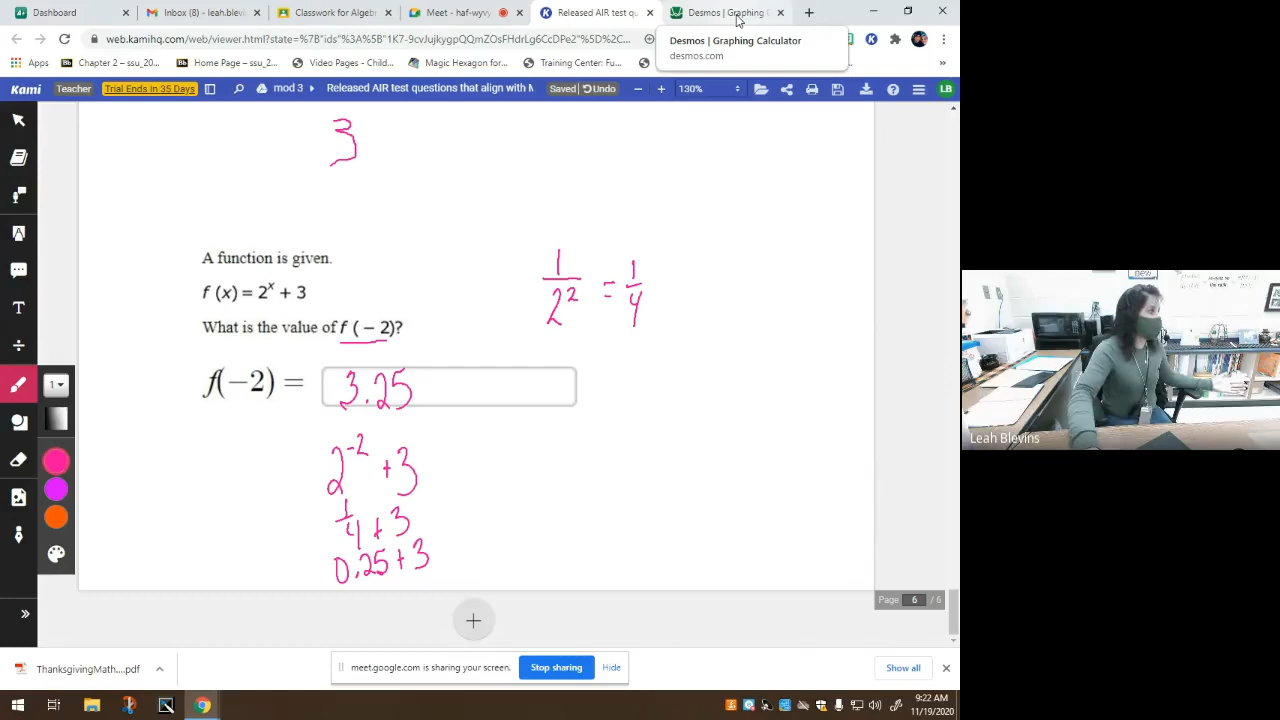 Dashboard
Inbox (8) - leah.blevin
Classwork for Algebr
Meet - haf-wyvy
Released AIR test qu
Desmos | Graphing C
web.kamihq.com/web/viewer.html?state=%7B"ids"%3A%5B"1K7-9cvJujkygpQQmZOsFHdrLg6CcDPe2"%5D%2C
Desmos | Graphing Calculator
desmos.com
Apps
Chapter 2 – ssu_20
Home Page – ssu_2
Video Pages - Child
Magic Hexagon for
Training Center: Fu
Kami
Teacher
Trial Ends In 35 Days
mod 3
Released AIR test questions that align with M
Saved
Undo
130%
LB
3
A function is given.
f (x) = 2ˣ + 3
What is the value of f (− 2)?
1/2² = 1/4
f(−2) = 3.25
2⁻² + 3
1/4 + 3
0.25 + 3
1
Page 6 / 6
Leah Blevins
ThanksgivingMath....pdf
meet.google.com is sharing your screen.
Stop sharing
Hide
Show all
9:22 AM
11/19/2020